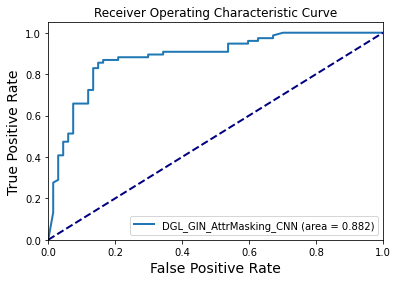 Receiver Operating Characteristic Curve
True Positive Rate
1.0
0.8
0.6
0.4
0.2
0.0
DGL_GIN_AttrMasking_CNN (area = 0.882)
0.0 0.2 0.4 0.6 0.8 1.0
False Positive Rate